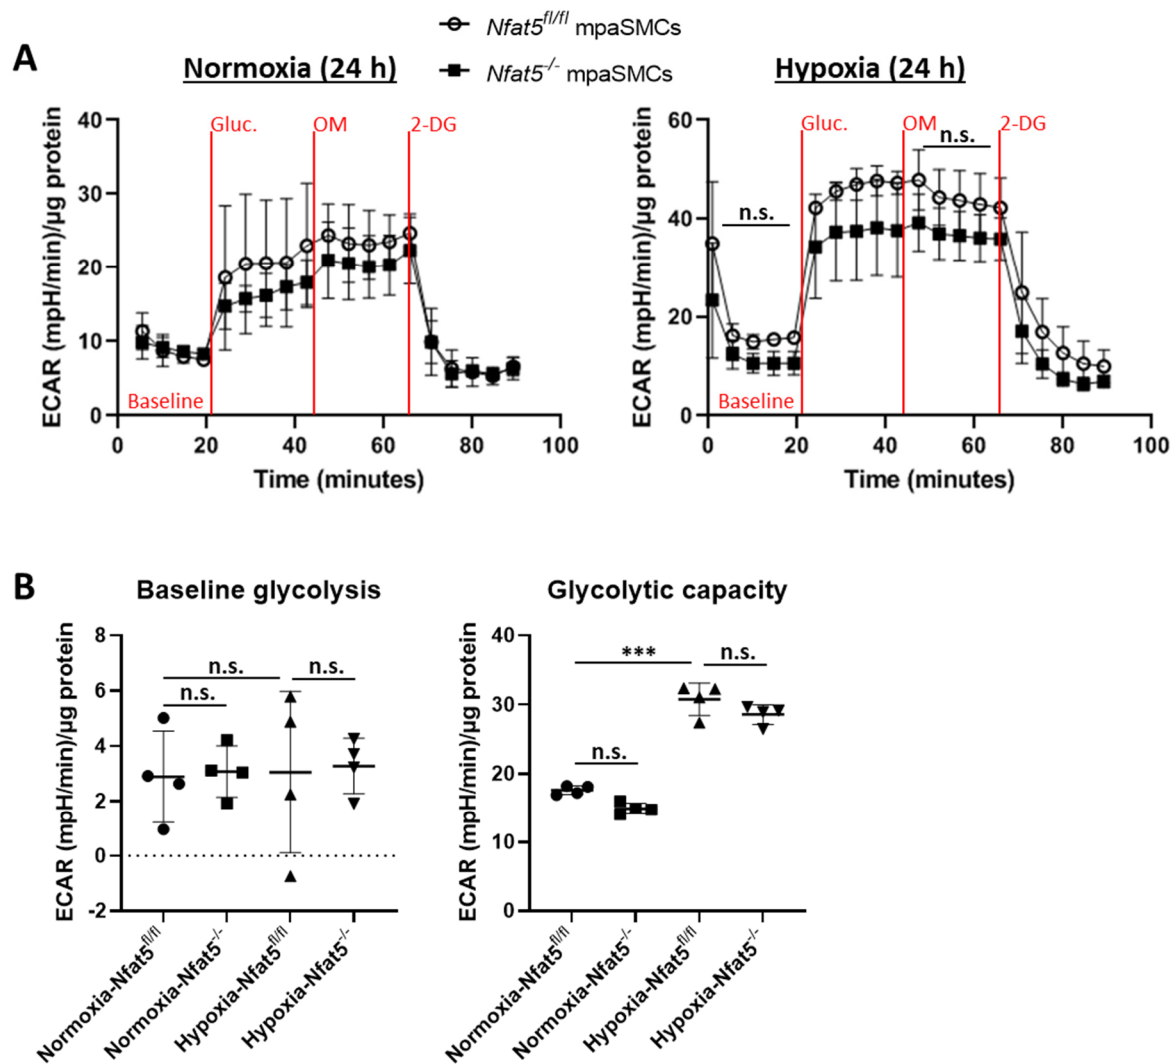 Nfat5fl/fl mpaSMCs
Nfat5-/- mpaSMCs
A
Normoxia (24 h)
Hypoxia (24 h)
ECAR (mpH/min)/µg protein
40
30
20
10
0
Gluc.
OM
2-DG
Baseline
0
20
40
60
80
100
Time (minutes)
ECAR (mpH/min)/µg protein
60
40
20
0
Gluc.
OM
2-DG
n.s.
n.s.
Baseline
0
20
40
60
80
100
Time (minutes)
B
Baseline glycolysis
ECAR (mpH/min)/µg protein
8
6
4
2
0
-2
n.s.
n.s.
n.s.
Normoxia-Nfat5fl/fl
Normoxia-Nfat5-/-
Hypoxia-Nfat5fl/fl
Hypoxia-Nfat5-/-
Glycolytic capacity
ECAR (mpH/min)/µg protein
40
30
20
10
0
***
n.s.
n.s.
Normoxia-Nfat5fl/fl
Normoxia-Nfat5-/-
Hypoxia-Nfat5fl/fl
Hypoxia-Nfat5-/-